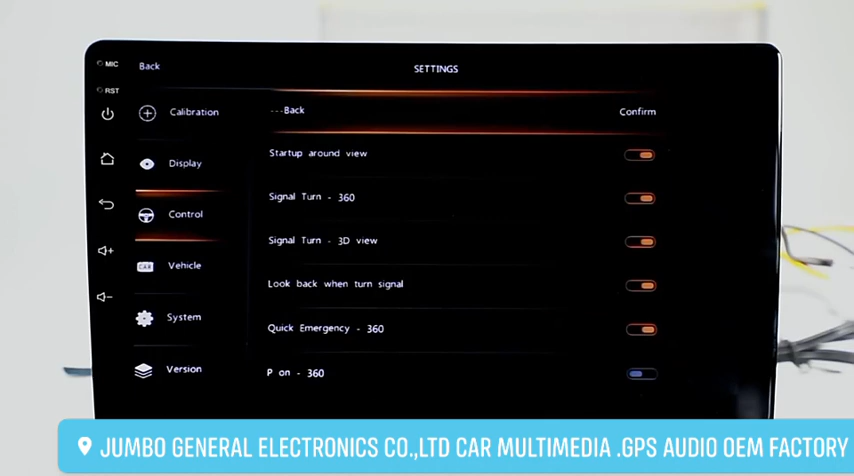 MIC
Back
SETTINGS
RST
Calibration
---Back
Confirm
Startup around view
Display
Signal Turn - 360
Control
Signal Turn - 3D view
Vehicle
CAR
Look back when turn signal
System
Quick Emergency - 360
Version
P on - 360
JUMBO GENERAL ELECTRONICS CO.,LTD CAR MULTIMEDIA .GPS AUDIO OEM FACTORY